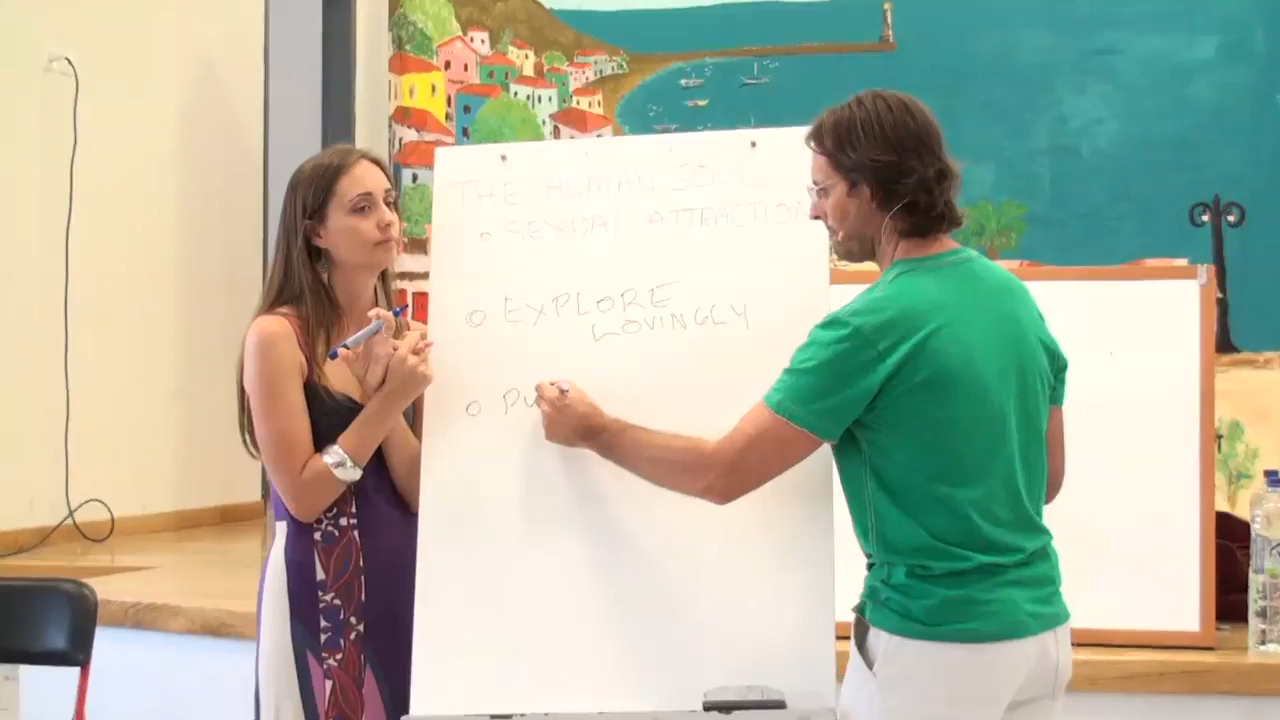 THE HUMAN SOUL
o SEXUAL ATTRACTION
o EXPLORE
LOVINGLY
o PU